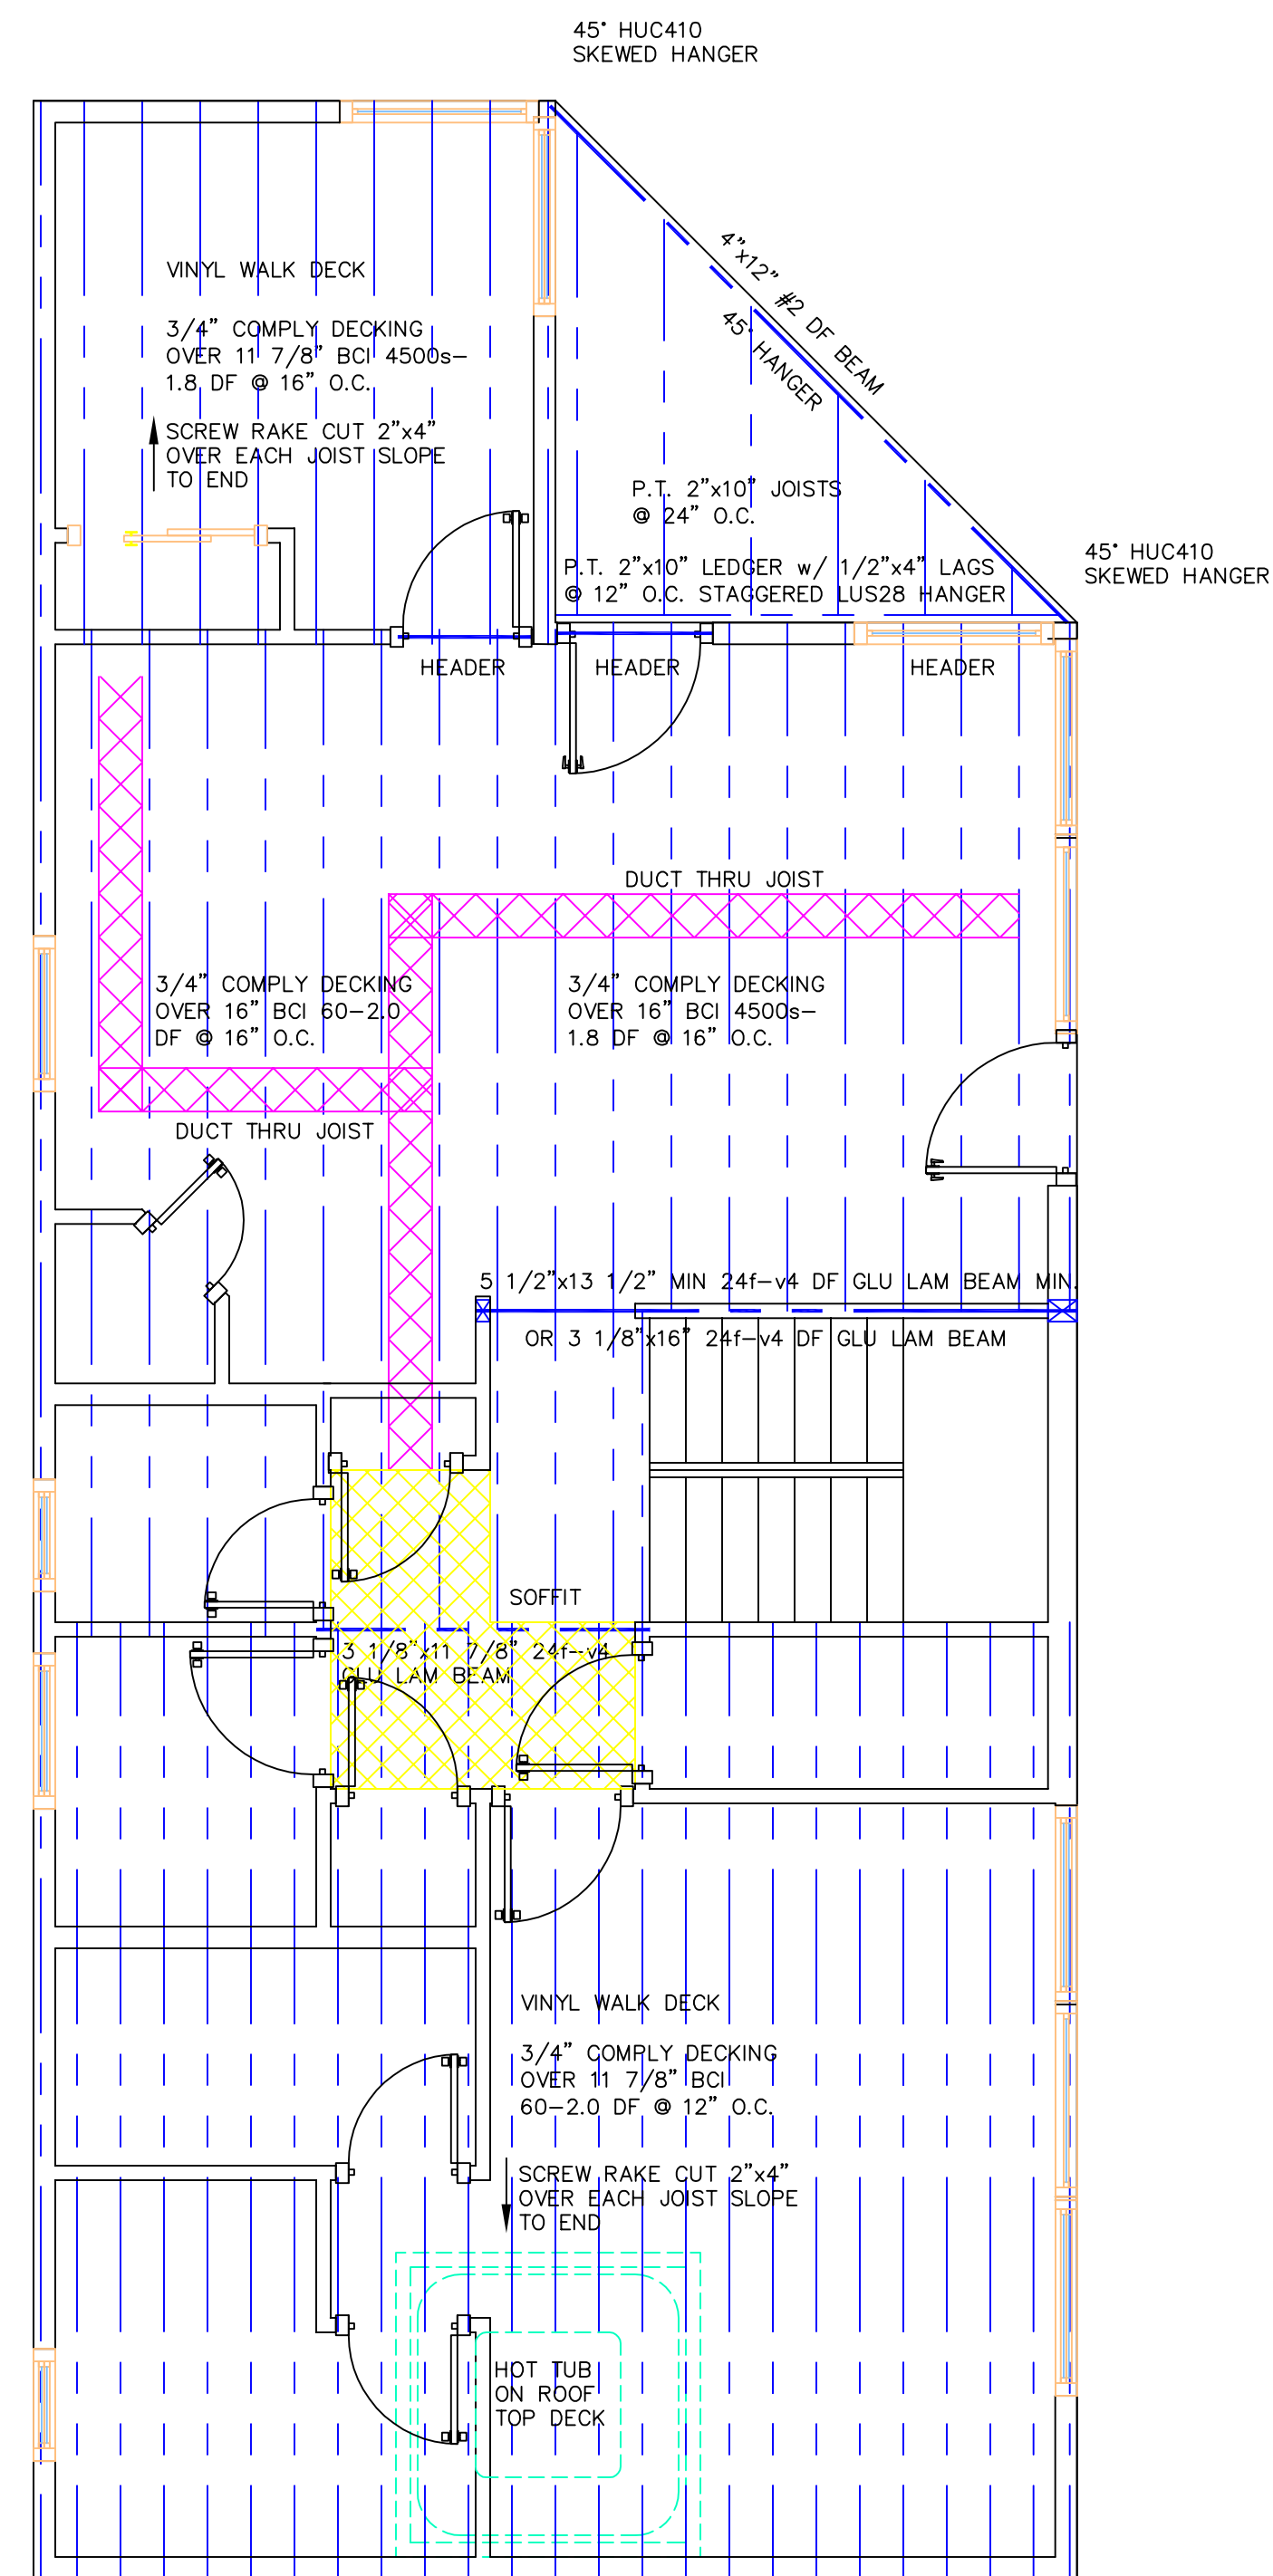 45° HUC410
SKEWED HANGER
VINYL WALK DECK
3/4" COMPLY DECKING
OVER 11 7/8" BCI 4500s-
1.8 DF @ 16" O.C.
SCREW RAKE CUT 2"x4"
OVER EACH JOIST SLOPE
TO END
4"x12" #2 DF BEAM
45° HANGER
P.T. 2"x10" JOISTS
@ 24" O.C.
P.T. 2"x10" LEDGER w/ 1/2"x4" LAGS
@ 12" O.C. STAGGERED LUS28 HANGER
45° HUC410
SKEWED HANGER
HEADER
HEADER
HEADER
DUCT THRU JOIST
3/4" COMPLY DECKING
OVER 16" BCI 60-2.0
DF @ 16" O.C.
3/4" COMPLY DECKING
OVER 16" BCI 4500s-
1.8 DF @ 16" O.C.
DUCT THRU JOIST
5 1/2"x13 1/2" MIN 24f-v4 DF GLU LAM BEAM MIN.
OR 3 1/8"x16" 24f-v4 DF GLU LAM BEAM
SOFFIT
3 1/8"x11 7/8" 24f-v4
GLU LAM BEAM
VINYL WALK DECK
3/4" COMPLY DECKING
OVER 11 7/8" BCI
60-2.0 DF @ 12" O.C.
SCREW RAKE CUT 2"x4"
OVER EACH JOIST SLOPE
TO END
HOT TUB
ON ROOF
TOP DECK